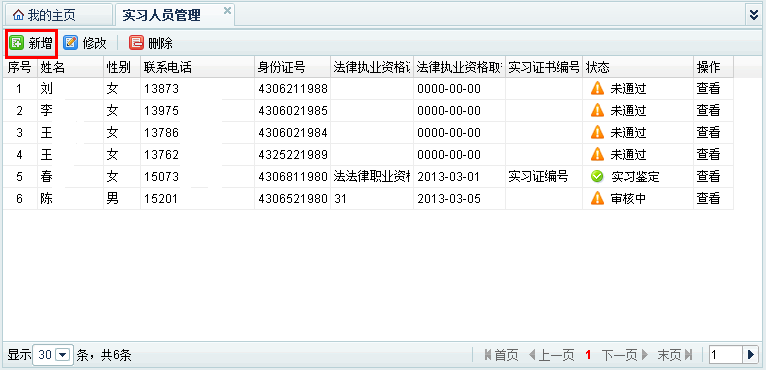 我的主页 实习人员管理
新增 修改 删除
序号 姓名 性别 联系电话 身份证号 法律执业资格证 法律执业资格取 实习证书编号 状态 操作
1 刘 女 13873 4306211988 0000-00-00 未通过 查看
2 李 女 13975 4306021985 0000-00-00 未通过 查看
3 王 女 13786 4306021984 0000-00-00 未通过 查看
4 王 女 13762 4325221989 0000-00-00 未通过 查看
5 春 女 15073 4306811980 法法律职业资格 2013-03-01 实习证编号 实习鉴定 查看
6 陈 男 15201 4306521980 31 2013-03-05 审核中 查看
显示 30 条，共6条 首页 上一页 1 下一页 末页 1